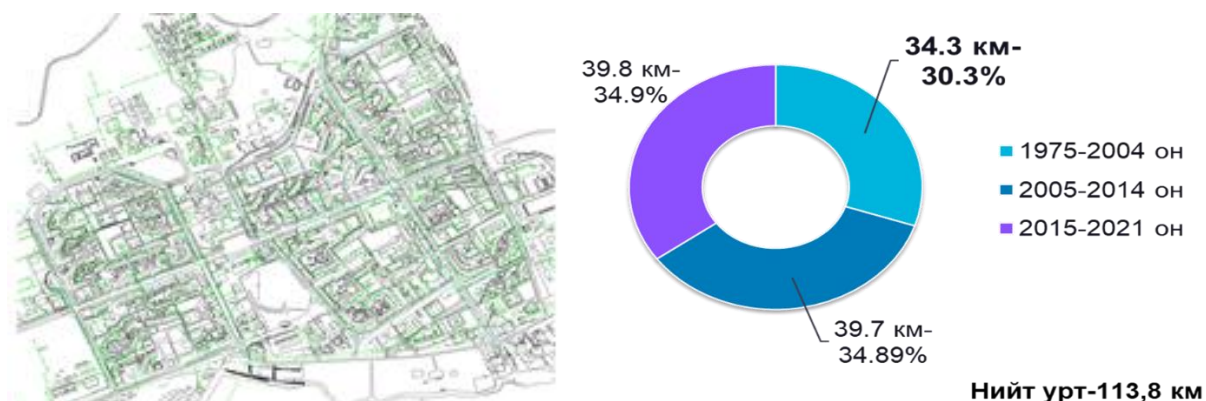 34.3 км-
30.3%
39.8 км-
34.9%
1975-2004 он
2005-2014 он
2015-2021 он
39.7 км-
34.89%
Нийт урт-113,8 км